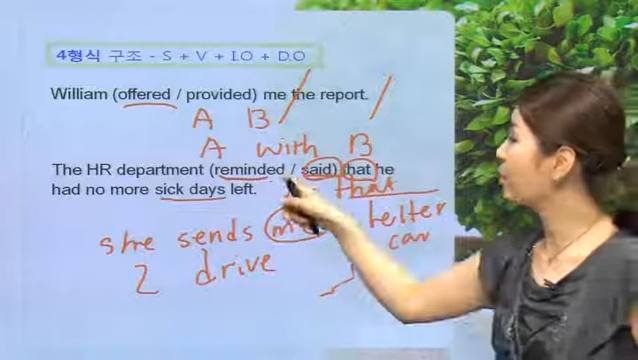 4형식 구조 - S + V + I.O + D.O
William (offered / provided) me the report.
A B
A with B
The HR department (reminded / said) that he
had no more sick days left.
that
she sends me letter
2 drive car